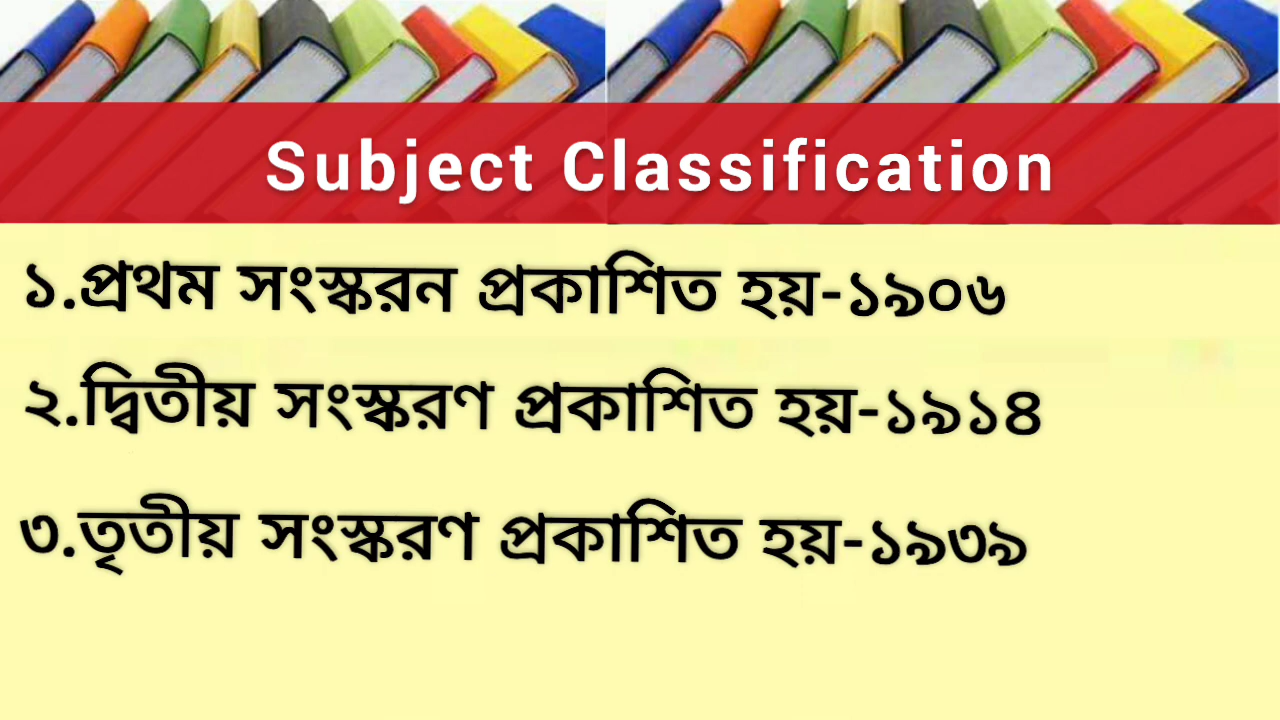 Subject Classification
১.প্রথম সংস্করন প্রকাশিত হয়-১৯০৬
২.দ্বিতীয় সংস্করণ প্রকাশিত হয়-১৯১৪
৩.তৃতীয় সংস্করণ প্রকাশিত হয়-১৯৩৯